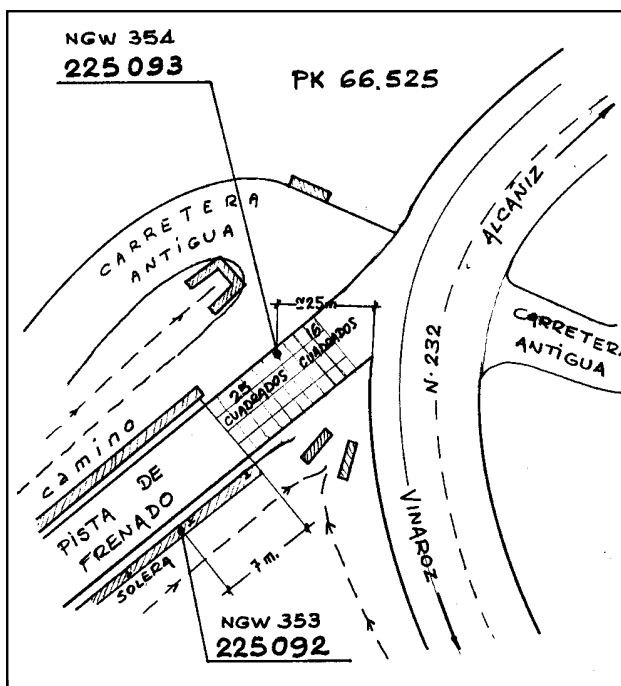 NGW 354
225093
PK 66.525
ALCAÑIZ
CARRETERA
ANTIGUA
≈25m
CARRETERA
ANTIGUA
16
CUADRADOS
25
CUADRADOS
N. 232
camino
PISTA DE
FRENADO
VINAROZ
SOLERA
7 m.
NGW 353
225092